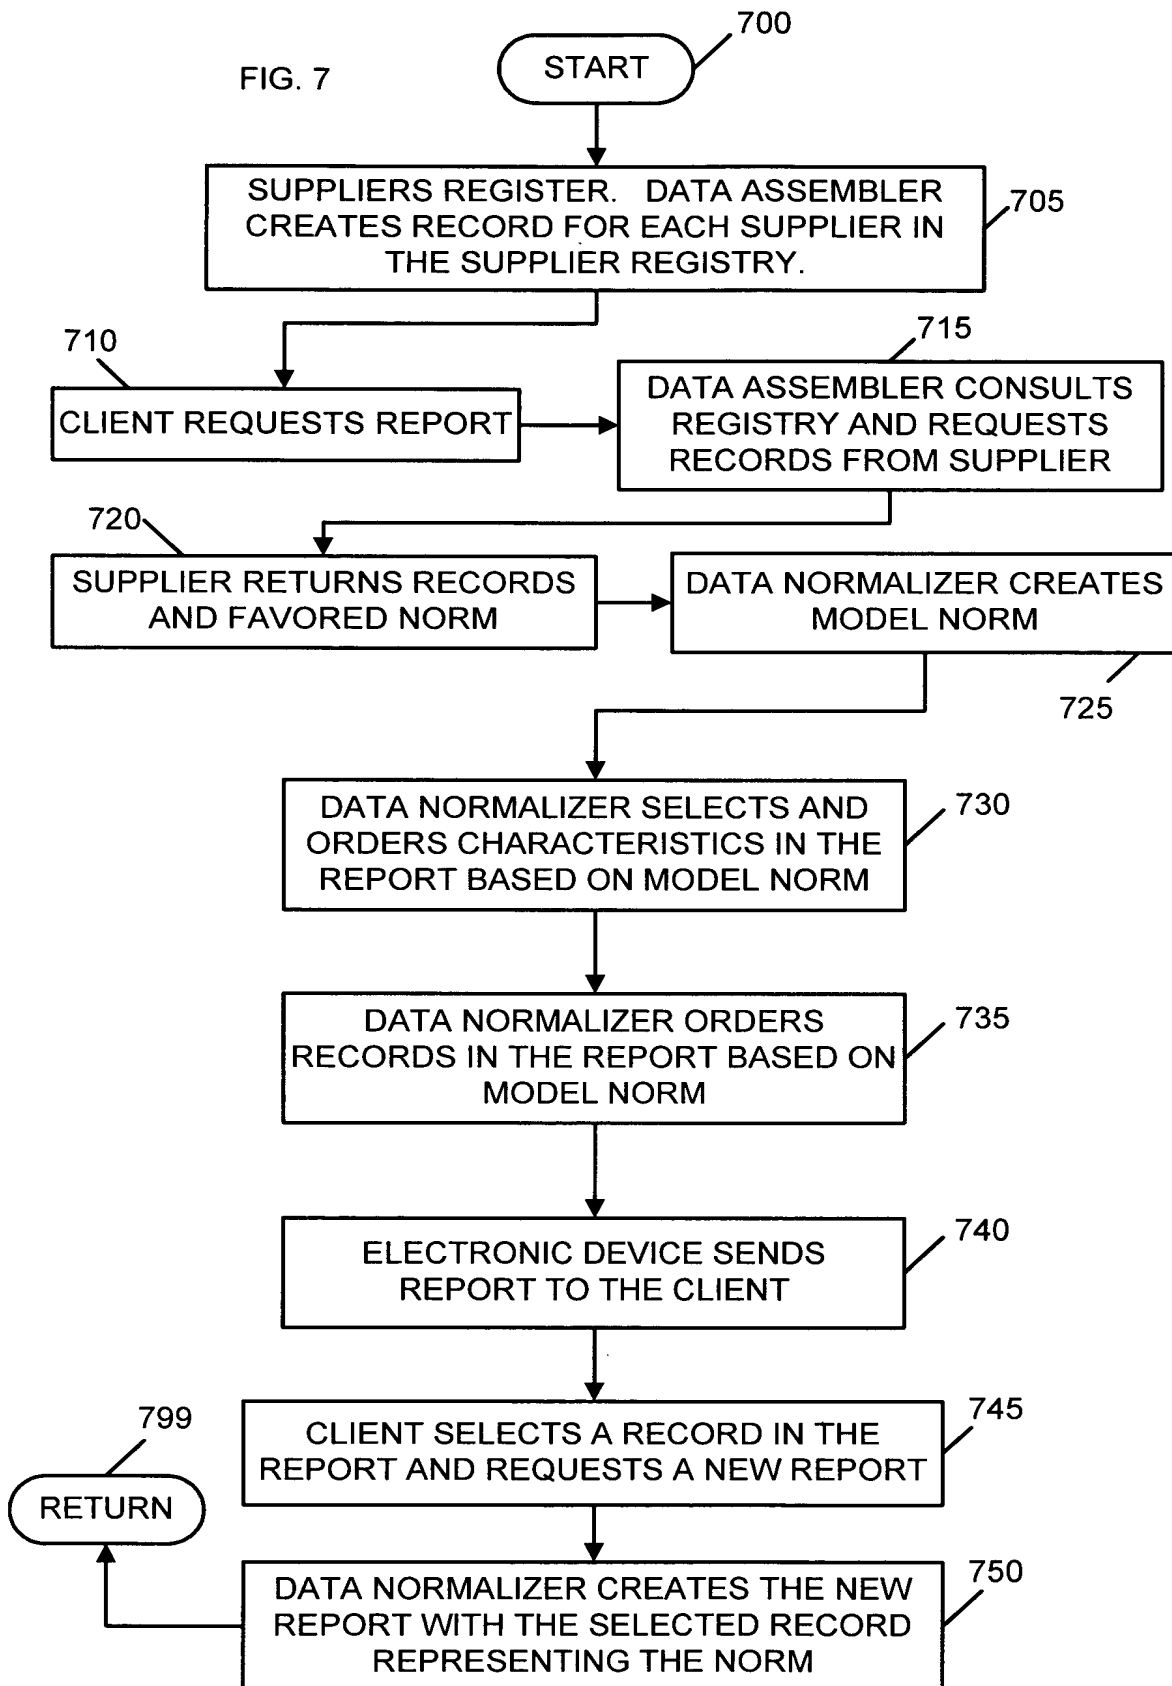 700
FIG. 7
START
SUPPLIERS REGISTER. DATA ASSEMBLER
CREATES RECORD FOR EACH SUPPLIER IN
THE SUPPLIER REGISTRY.
705
710
CLIENT REQUESTS REPORT
715
DATA ASSEMBLER CONSULTS
REGISTRY AND REQUESTS
RECORDS FROM SUPPLIER
720
SUPPLIER RETURNS RECORDS
AND FAVORED NORM
DATA NORMALIZER CREATES
MODEL NORM
725
DATA NORMALIZER SELECTS AND
ORDERS CHARACTERISTICS IN THE
REPORT BASED ON MODEL NORM
730
DATA NORMALIZER ORDERS
RECORDS IN THE REPORT BASED ON
MODEL NORM
735
ELECTRONIC DEVICE SENDS
REPORT TO THE CLIENT
740
CLIENT SELECTS A RECORD IN THE
REPORT AND REQUESTS A NEW REPORT
745
799
RETURN
DATA NORMALIZER CREATES THE NEW
REPORT WITH THE SELECTED RECORD
REPRESENTING THE NORM
750